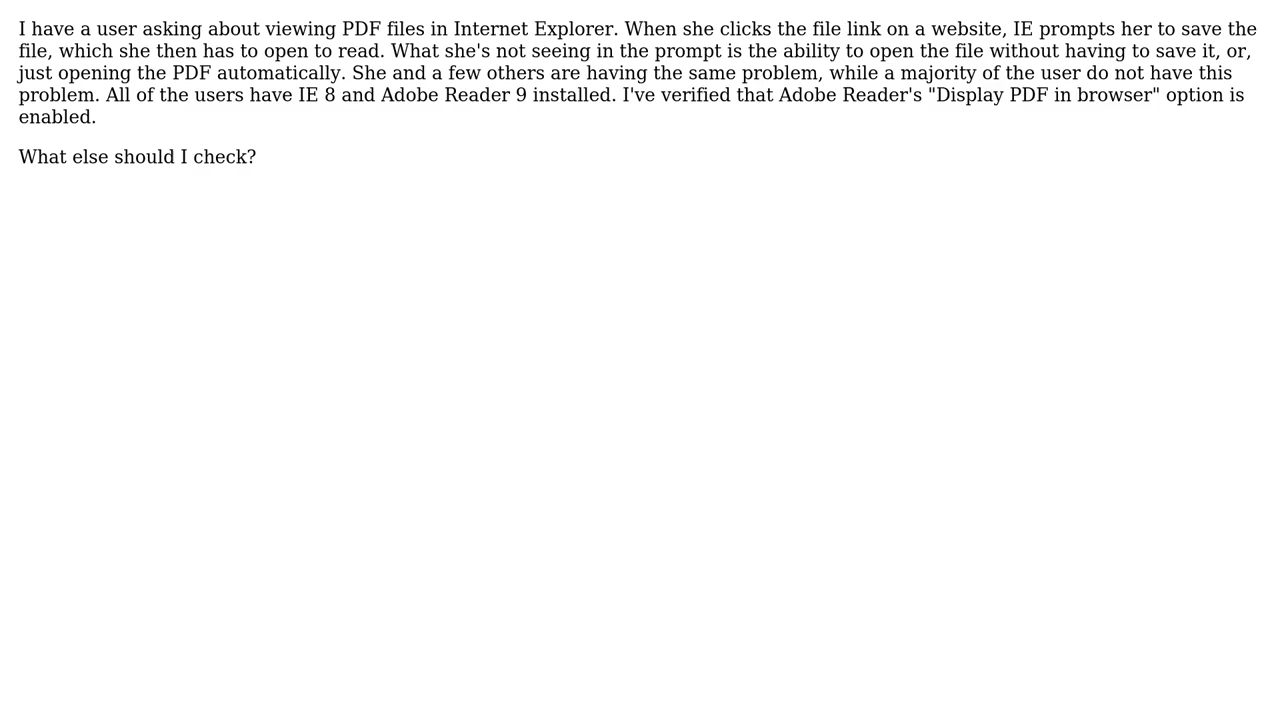 I have a user asking about viewing PDF files in Internet Explorer. When she clicks the file link on a website, IE prompts her to save the
file, which she then has to open to read. What she's not seeing in the prompt is the ability to open the file without having to save it, or,
just opening the PDF automatically. She and a few others are having the same problem, while a majority of the user do not have this
problem. All of the users have IE 8 and Adobe Reader 9 installed. I've verified that Adobe Reader's "Display PDF in browser" option is
enabled.
What else should I check?